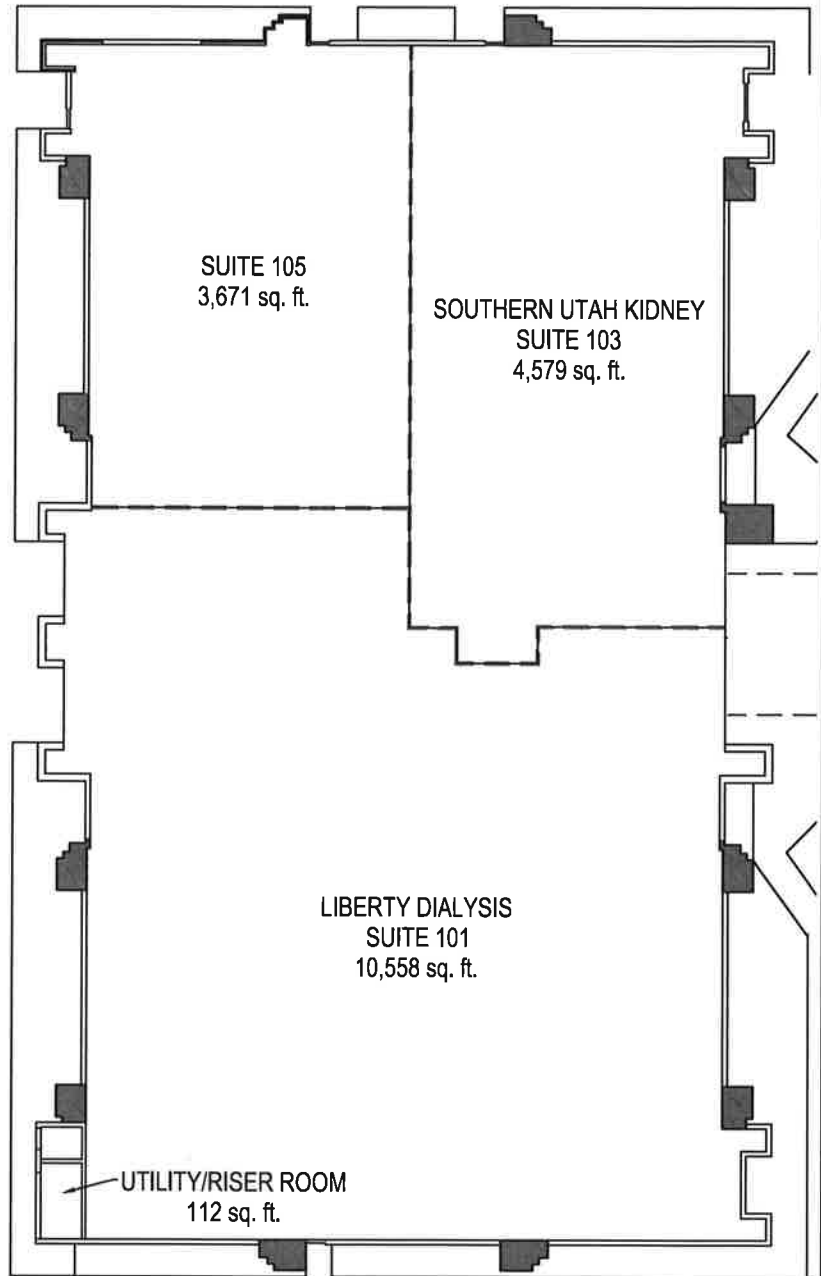 SUITE 105
3,671 sq. ft.
SOUTHERN UTAH KIDNEY
SUITE 103
4,579 sq. ft.
LIBERTY DIALYSIS
SUITE 101
10,558 sq. ft.
UTILITY/RISER ROOM
112 sq. ft.